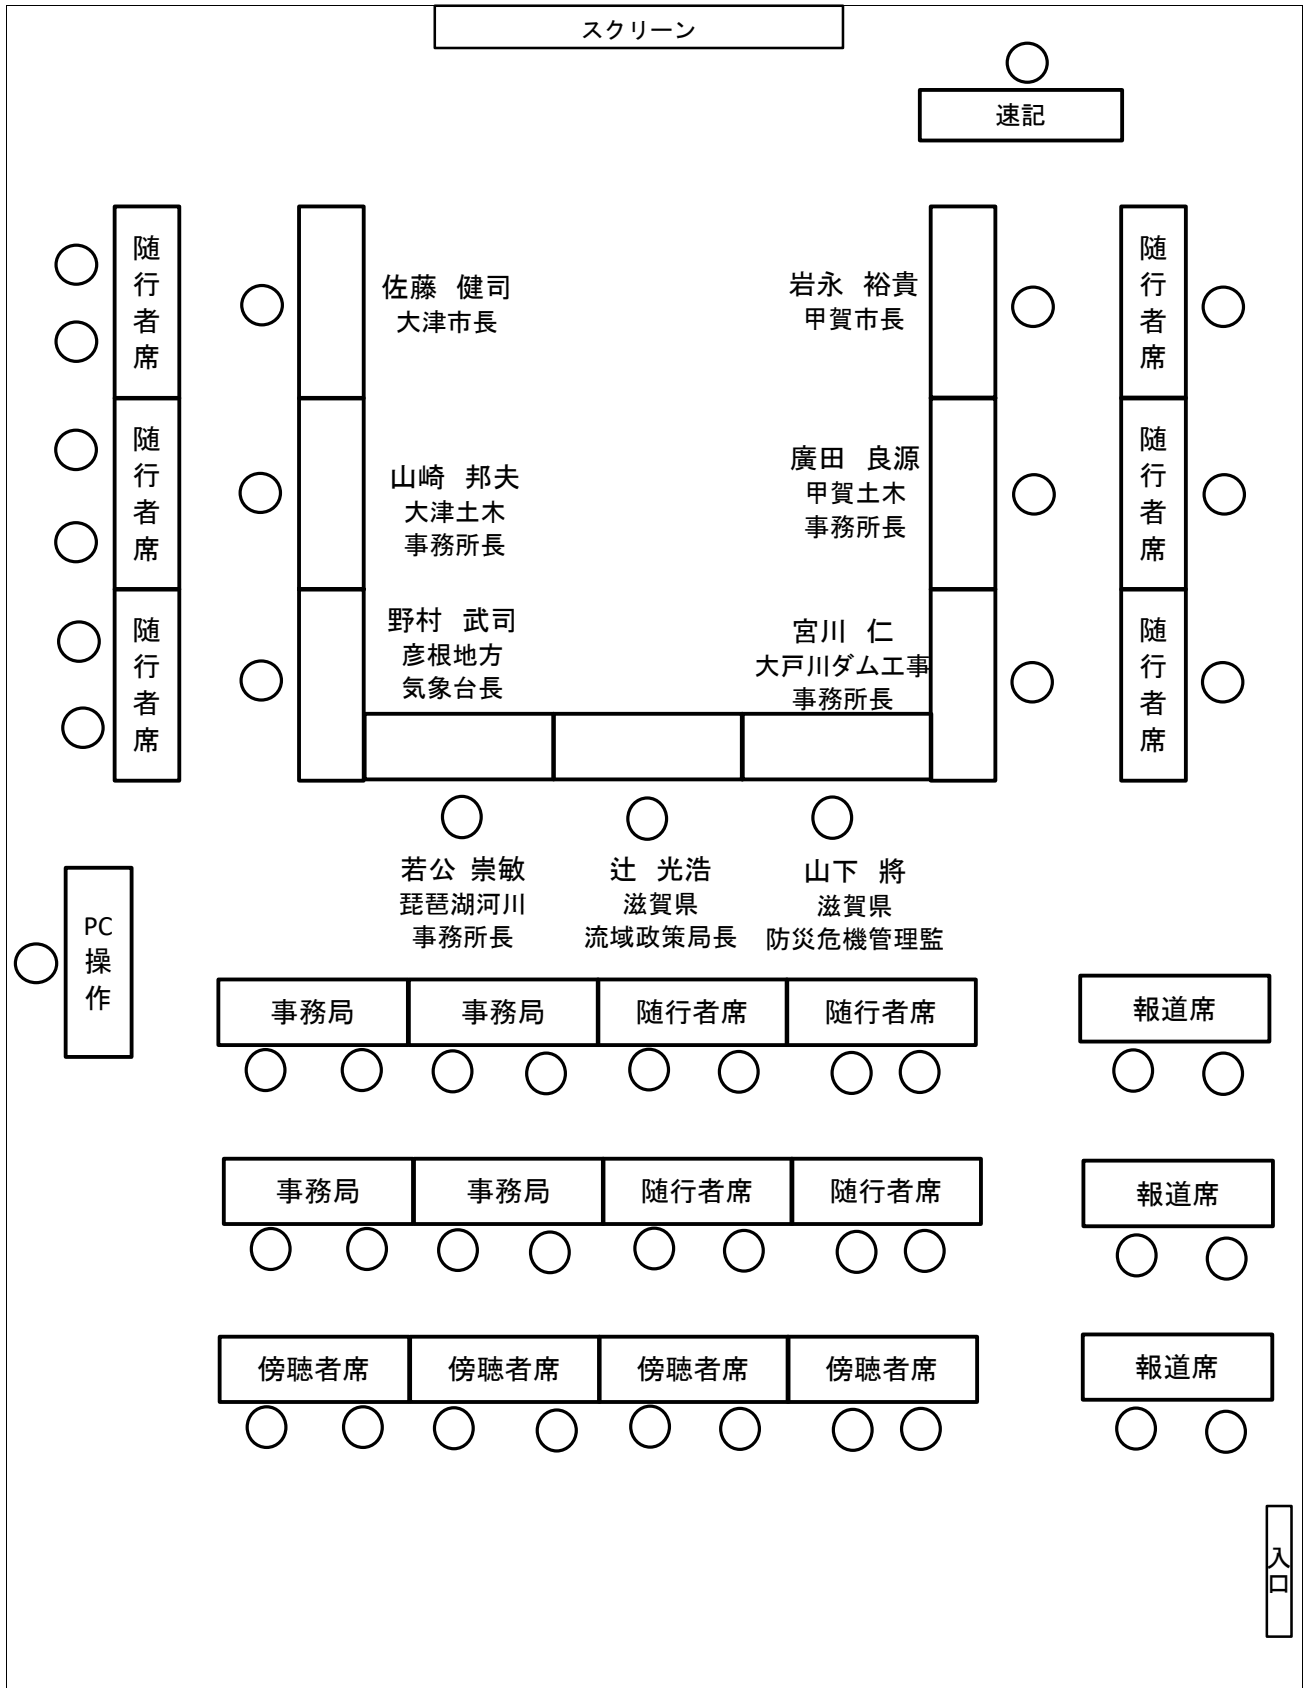 スクリーン
速記
随行者席
佐藤 健司
大津市長
岩永 裕貴
甲賀市長
随行者席
随行者席
山崎 邦夫
大津土木
事務所長
廣田 良源
甲賀土木
事務所長
随行者席
随行者席
野村 武司
彦根地方
気象台長
宮川 仁
大戸川ダム工事
事務所長
随行者席
若公 崇敏
琵琶湖河川
事務所長
辻 光浩
滋賀県
流域政策局長
山下 將
滋賀県
防災危機管理監
PC
操作
事務局
事務局
随行者席
随行者席
報道席
事務局
事務局
随行者席
随行者席
報道席
傍聴者席
傍聴者席
傍聴者席
傍聴者席
報道席
入口